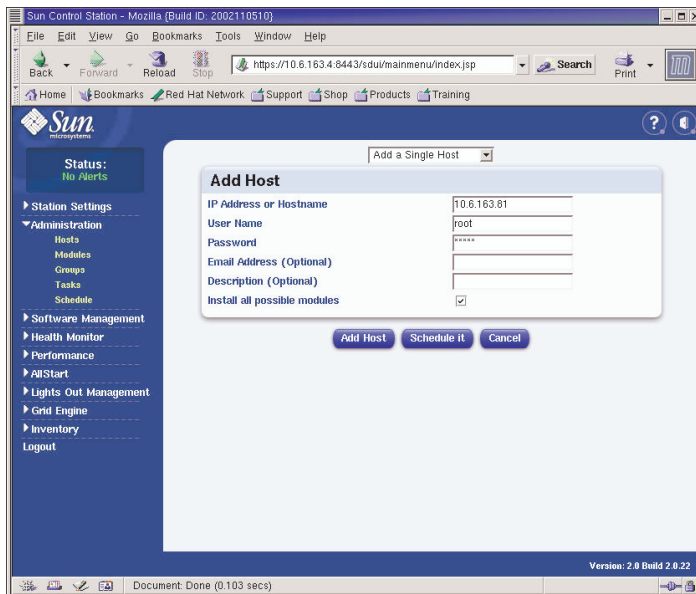 Sun Control Station - Mozilla {Build ID: 2002110510}
File Edit View Go Bookmarks Tools Window Help
Back Forward Reload Stop https://10.6.163.4:8443/sdui/mainmenu/index.jsp Search Print
Home Bookmarks Red Hat Network Support Shop Products Training
Sun
microsystems
?
Status:
No Alerts
Station Settings
Administration
Hosts
Modules
Groups
Tasks
Schedule
Software Management
Health Monitor
Performance
AllStart
Lights Out Management
Grid Engine
Inventory
Logout
Add a Single Host
Add Host
IP Address or Hostname 10.6.163.81
User Name root
Password *****
Email Address (Optional)
Description (Optional)
Install all possible modules
Add Host Schedule it Cancel
Version: 2.0 Build 2.0.22
Document: Done (0.103 secs)